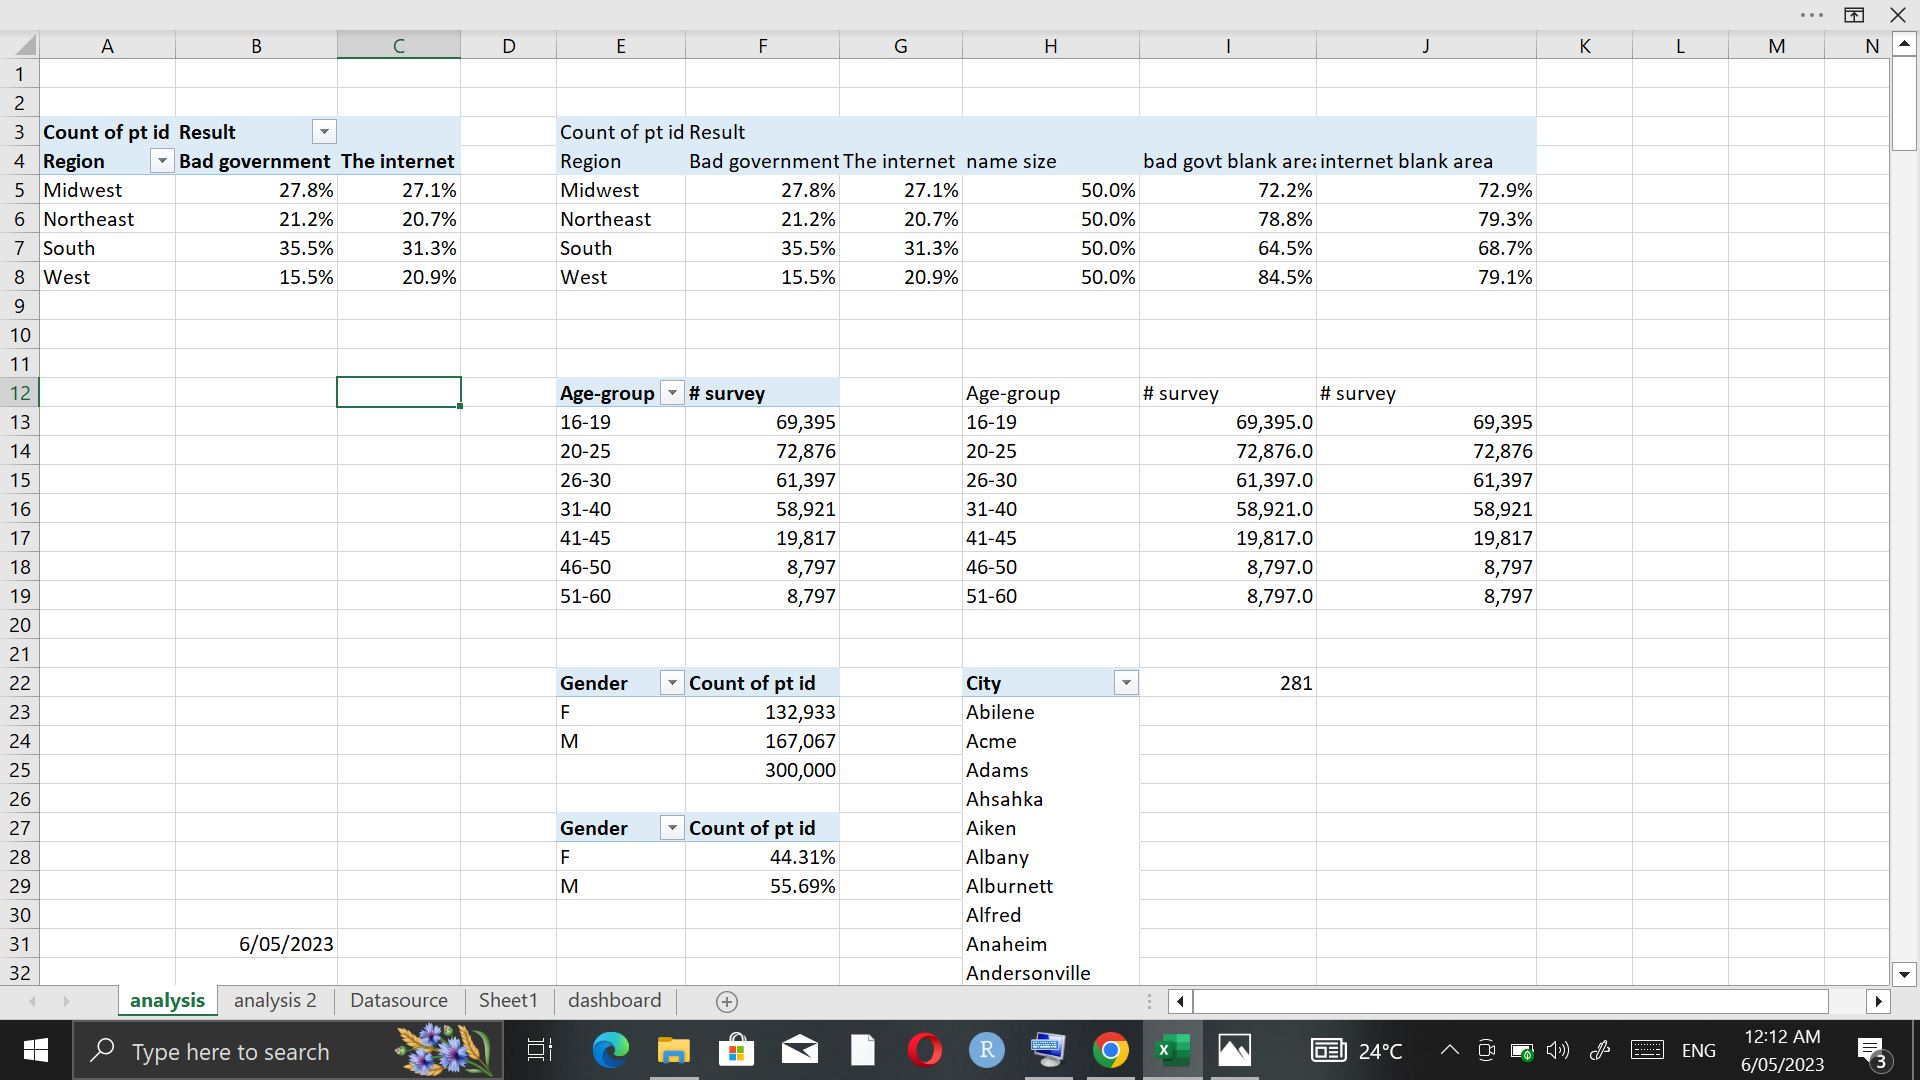 A B C D E F G H I J K L M N
1
2
3 Count of pt id Result Count of pt id Result
4 Region Bad government The internet Region Bad government The internet name size bad govt blank area internet blank area
5 Midwest 27.8% 27.1% Midwest 27.8% 27.1% 50.0% 72.2% 72.9%
6 Northeast 21.2% 20.7% Northeast 21.2% 20.7% 50.0% 78.8% 79.3%
7 South 35.5% 31.3% South 35.5% 31.3% 50.0% 64.5% 68.7%
8 West 15.5% 20.9% West 15.5% 20.9% 50.0% 84.5% 79.1%
9
10
11
12 Age-group # survey Age-group # survey # survey
13 16-19 69,395 16-19 69,395.0 69,395
14 20-25 72,876 20-25 72,876.0 72,876
15 26-30 61,397 26-30 61,397.0 61,397
16 31-40 58,921 31-40 58,921.0 58,921
17 41-45 19,817 41-45 19,817.0 19,817
18 46-50 8,797 46-50 8,797.0 8,797
19 51-60 8,797 51-60 8,797.0 8,797
20
21
22 Gender Count of pt id City 281
23 F 132,933 Abilene
24 M 167,067 Acme
25 300,000 Adams
26 Ahsahka
27 Gender Count of pt id Aiken
28 F 44.31% Albany
29 M 55.69% Alburnett
30 Alfred
31 6/05/2023 Anaheim
32 Andersonville
analysis analysis 2 Datasource Sheet1 dashboard
Type here to search R X 24°C ENG 12:12 AM
6/05/2023 3